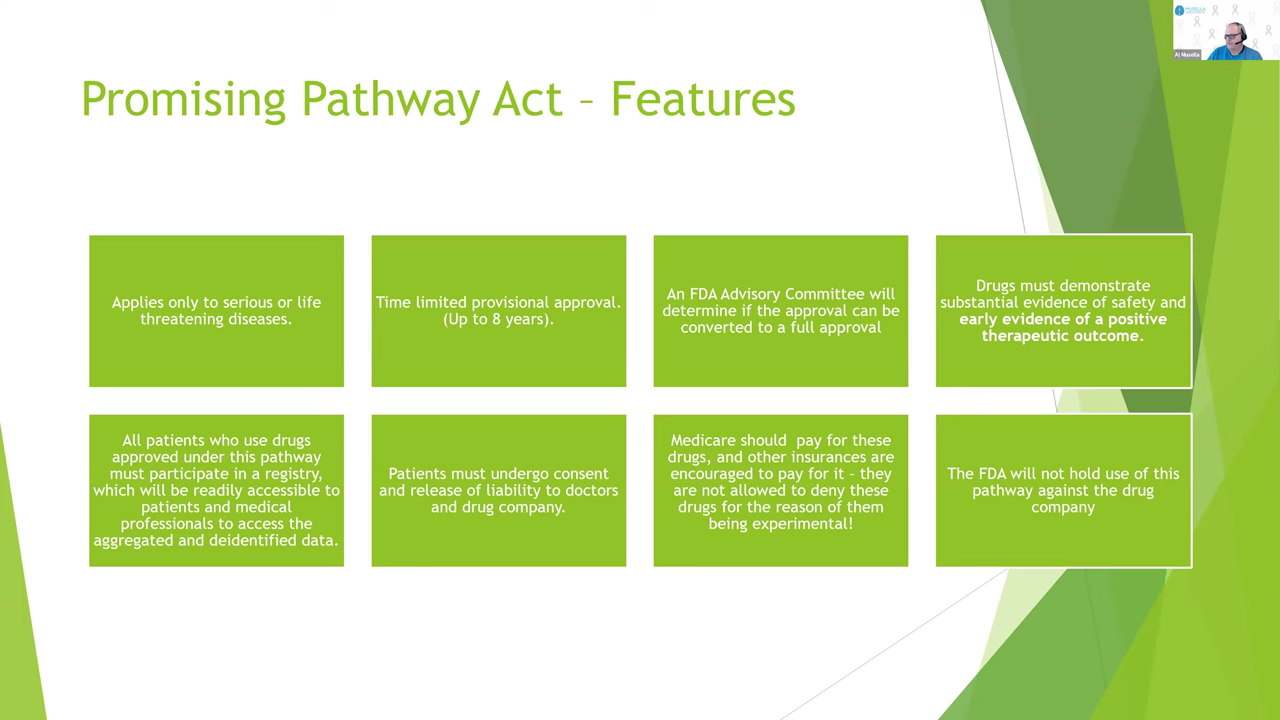 Promising Pathway Act – Features
MUSELLA
Al Musella
Applies only to serious or life
threatening diseases.
Time limited provisional approval.
(Up to 8 years).
An FDA Advisory Committee will
determine if the approval can be
converted to a full approval
Drugs must demonstrate
substantial evidence of safety and
early evidence of a positive
therapeutic outcome.
All patients who use drugs
approved under this pathway
must participate in a registry,
which will be readily accessible to
patients and medical
professionals to access the
aggregated and deidentified data.
Patients must undergo consent
and release of liability to doctors
and drug company.
Medicare should  pay for these
drugs, and other insurances are
encouraged to pay for it – they
are not allowed to deny these
drugs for the reason of them
being experimental!
The FDA will not hold use of this
pathway against the drug
company